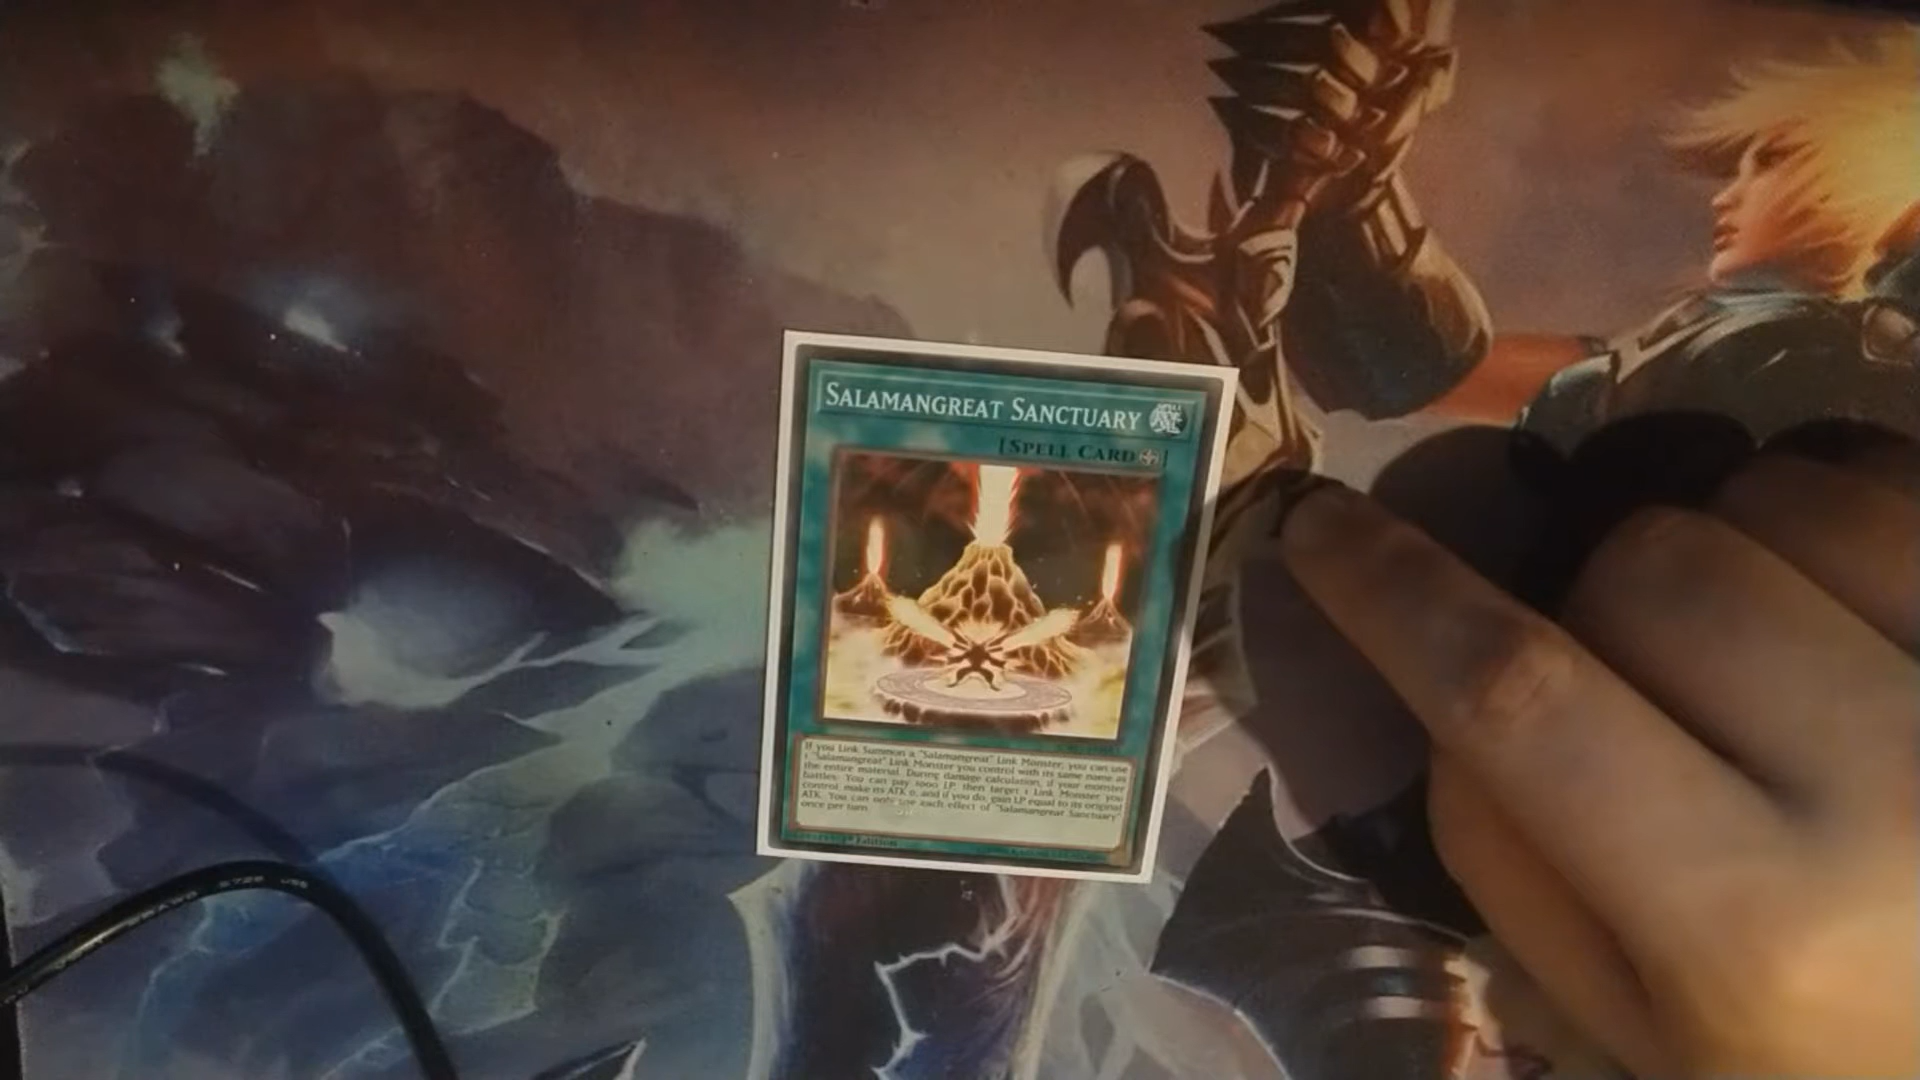 SALAMANGREAT SANCTUARY
[SPELL CARD]
If you Link Summon a "Salamangreat" Link Monster, you can use
1 "Salamangreat" Link Monster you control with its same name as
the entire material. During damage calculation, if your monster
battles: You can pay 1000 LP, then target 1 Link Monster you
control; make its ATK 0, and if you do, gain LP equal to its original
ATK. You can only use each effect of "Salamangreat Sanctuary"
once per turn.
1st Edition